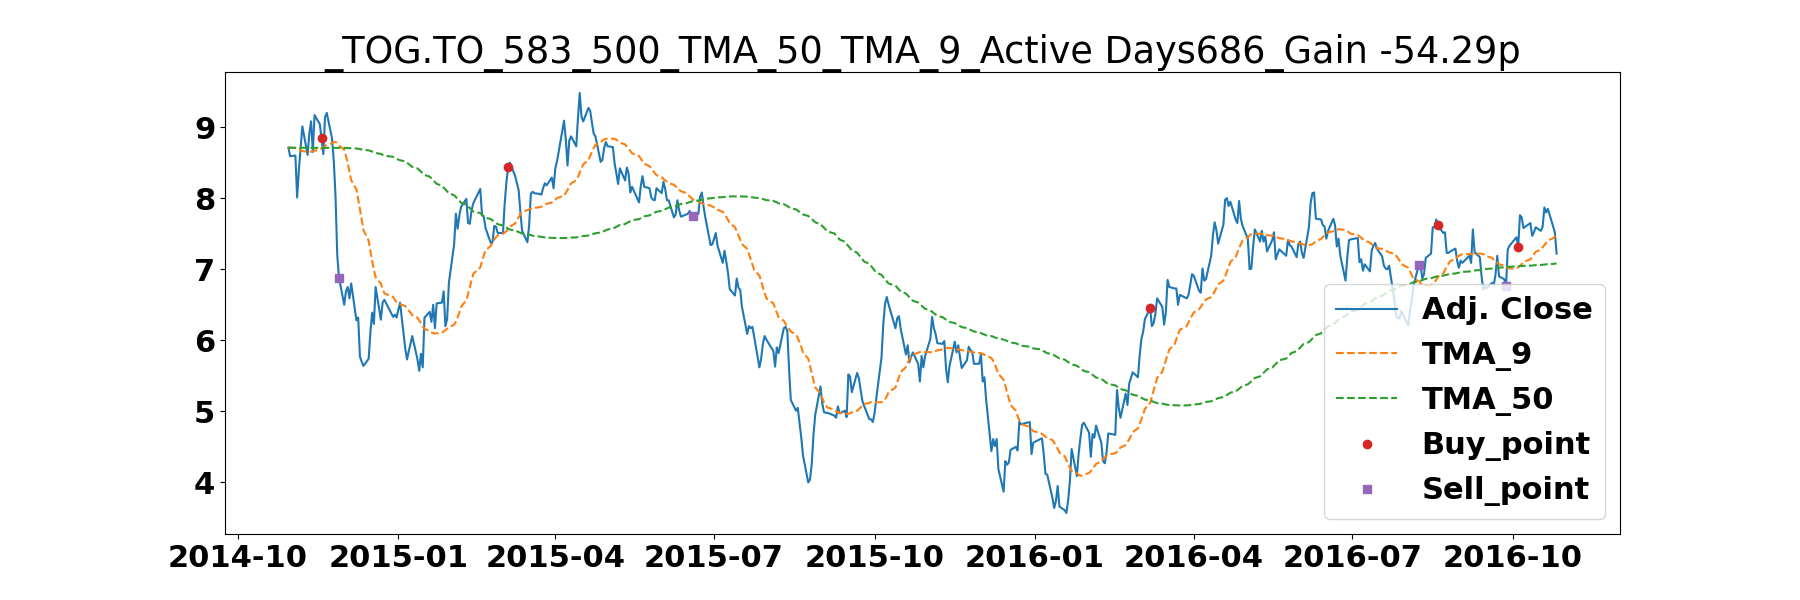 _TOG.TO_583_500_TMA_50_TMA_9_Active Days686_Gain -54.29p
9
8
7
6
5
4
Adj. Close
TMA_9
TMA_50
Buy_point
Sell_point
2014-10 2015-01 2015-04 2015-07 2015-10 2016-01 2016-04 2016-07 2016-10